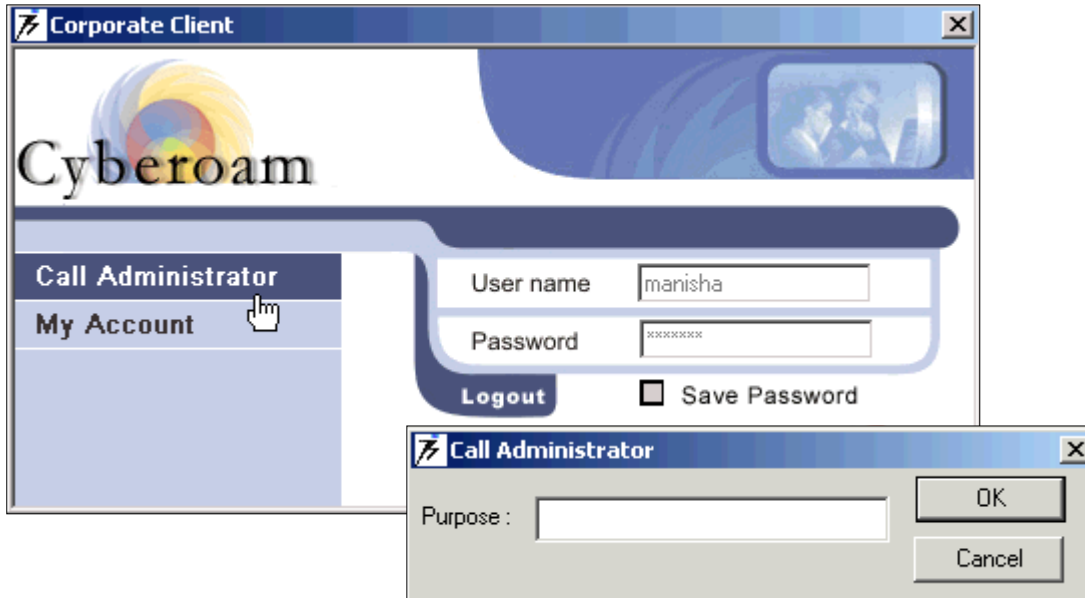 Corporate Client
Cyberoam
Call Administrator
My Account
User name manisha
Password *******
Logout Save Password
Call Administrator
Purpose :
OK
Cancel